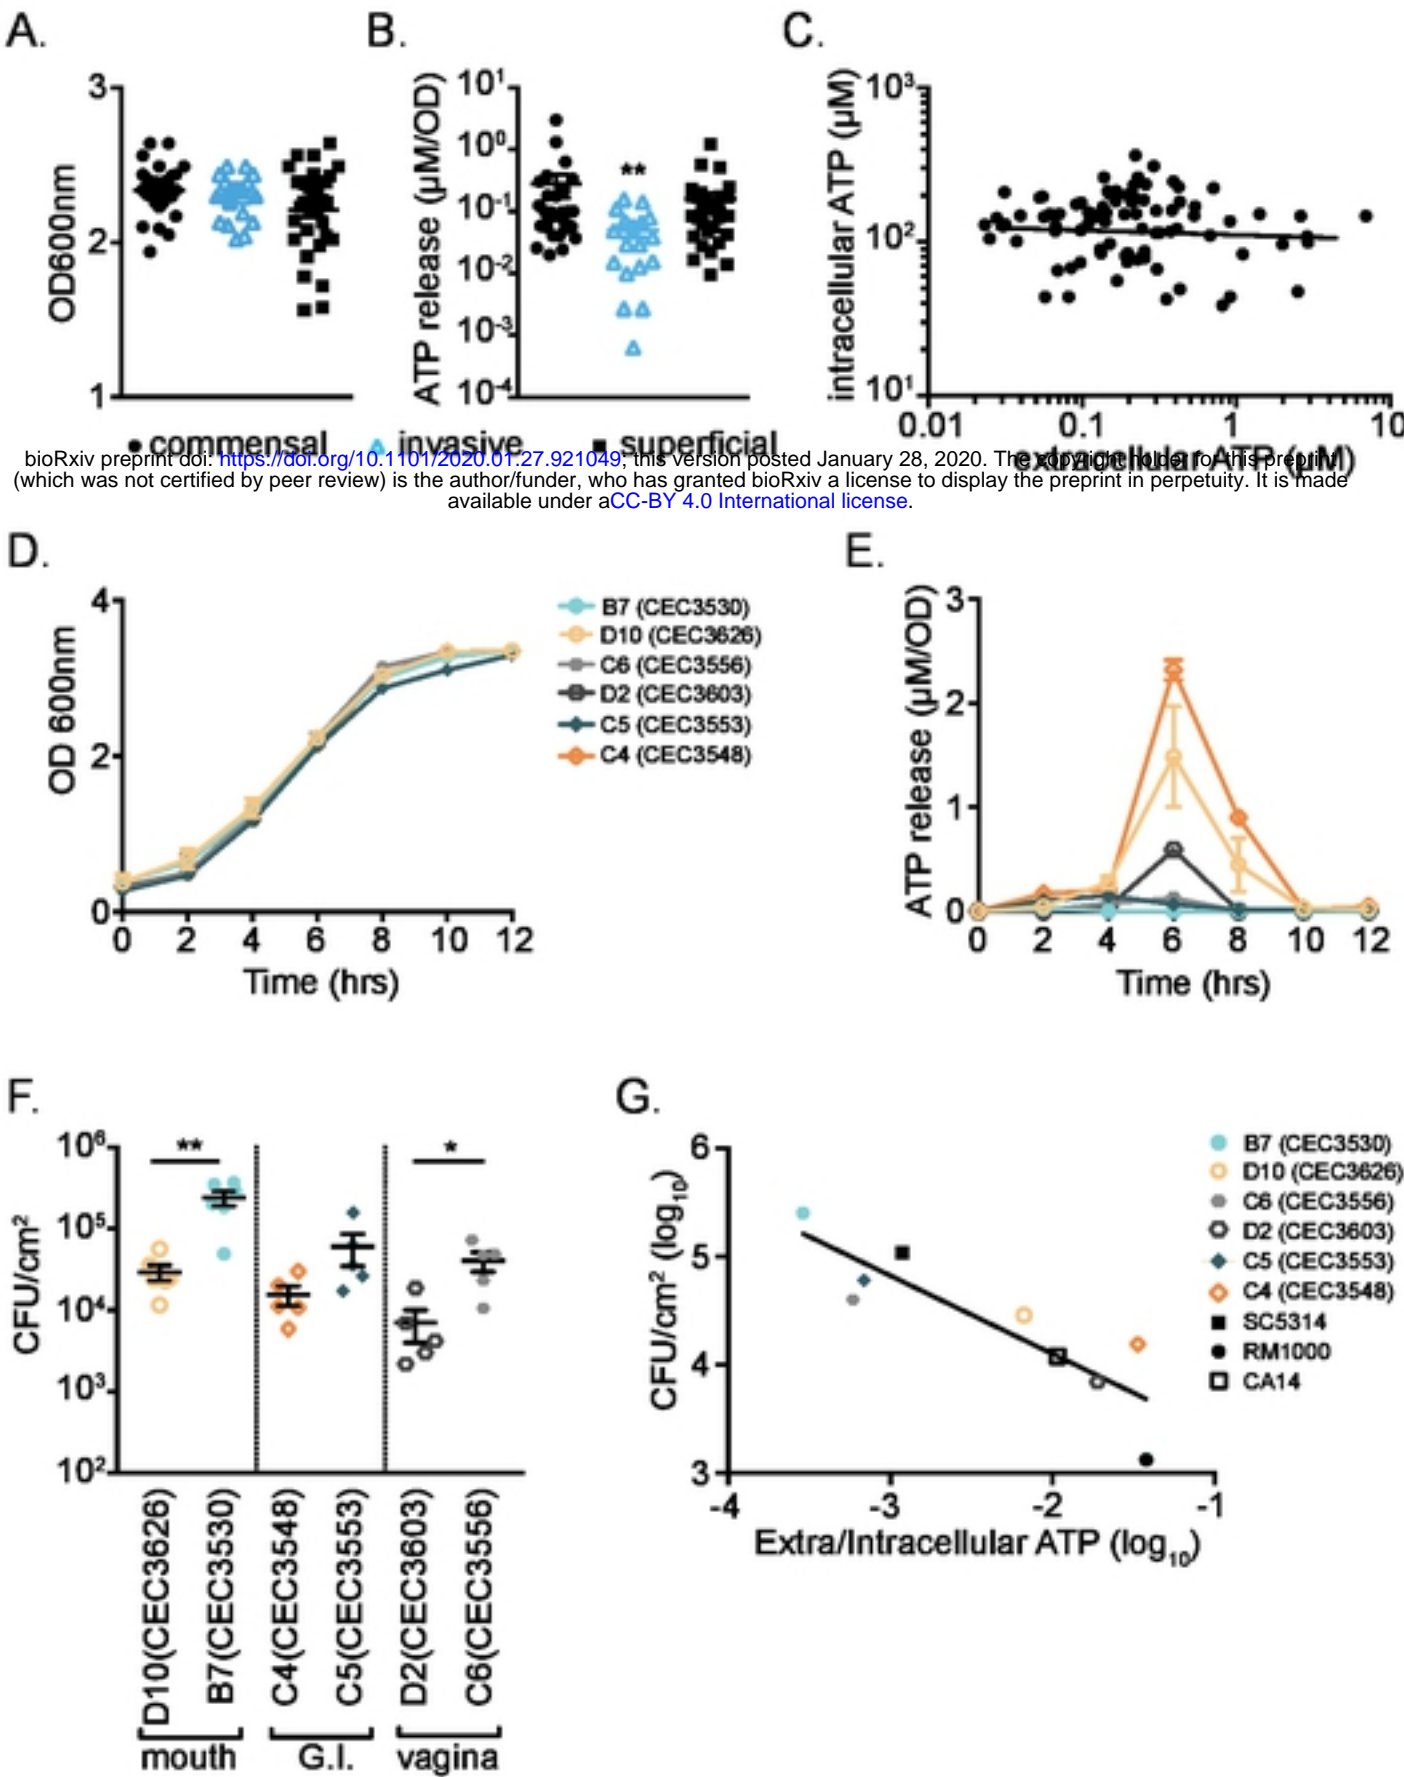 A.
B.
C.
3
2
1
OD600nm
10¹
10⁰
10⁻¹
10⁻²
10⁻³
10⁻⁴
ATP release (µM/OD)
**
10³
10²
10¹
intracellular ATP (µM)
0.01 0.1 1 10
extracellular ATP (µM)
commensal invasive superficial
bioRxiv preprint doi: https://doi.org/10.1101/2020.01.27.921049; this version posted January 28, 2020. The copyright holder for this preprint
(which was not certified by peer review) is the author/funder, who has granted bioRxiv a license to display the preprint in perpetuity. It is made
available under aCC-BY 4.0 International license.
D.
4
2
0
OD 600nm
0 2 4 6 8 10 12
Time (hrs)
B7 (CEC3530)
D10 (CEC3626)
C6 (CEC3556)
D2 (CEC3603)
C5 (CEC3553)
C4 (CEC3548)
E.
3
2
1
0
ATP release (µM/OD)
0 2 4 6 8 10 12
Time (hrs)
F.
10⁶
10⁵
10⁴
10³
10²
CFU/cm²
** *
D10(CEC3626)
B7(CEC3530)
C4(CEC3548)
C5(CEC3553)
D2(CEC3603)
C6(CEC3556)
mouth G.I. vagina
G.
6
5
4
3
CFU/cm² (log₁₀)
-4 -3 -2 -1
Extra/Intracellular ATP (log₁₀)
B7 (CEC3530)
D10 (CEC3626)
C6 (CEC3556)
D2 (CEC3603)
C5 (CEC3553)
C4 (CEC3548)
SC5314
RM1000
CA14